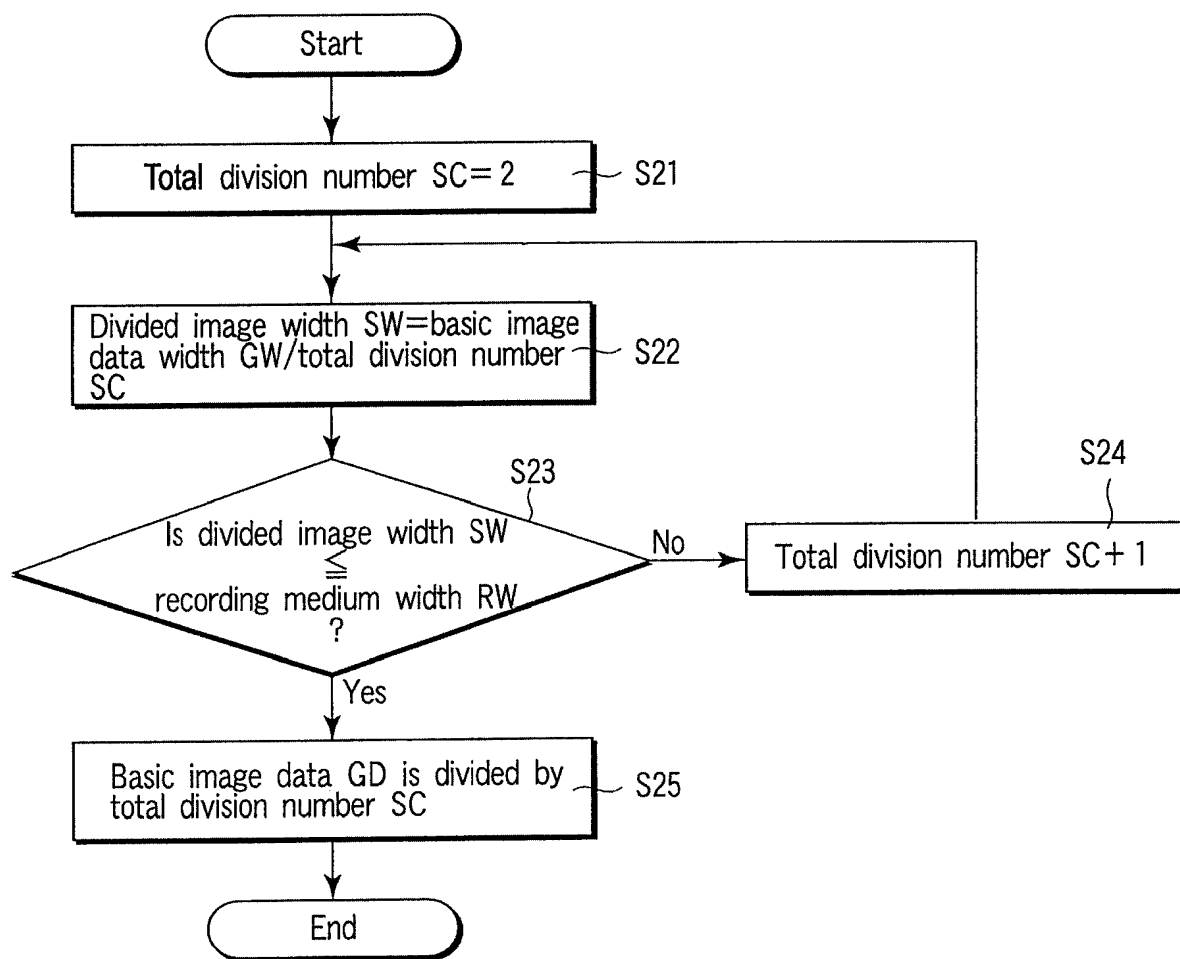 Start
Total division number SC=2
S21
Divided image width SW=basic image
data width GW/total division number
SC
S22
S23
Is divided image width SW
≦
recording medium width RW
?
No
S24
Total division number SC+1
Yes
Basic image data GD is divided by
total division number SC
S25
End